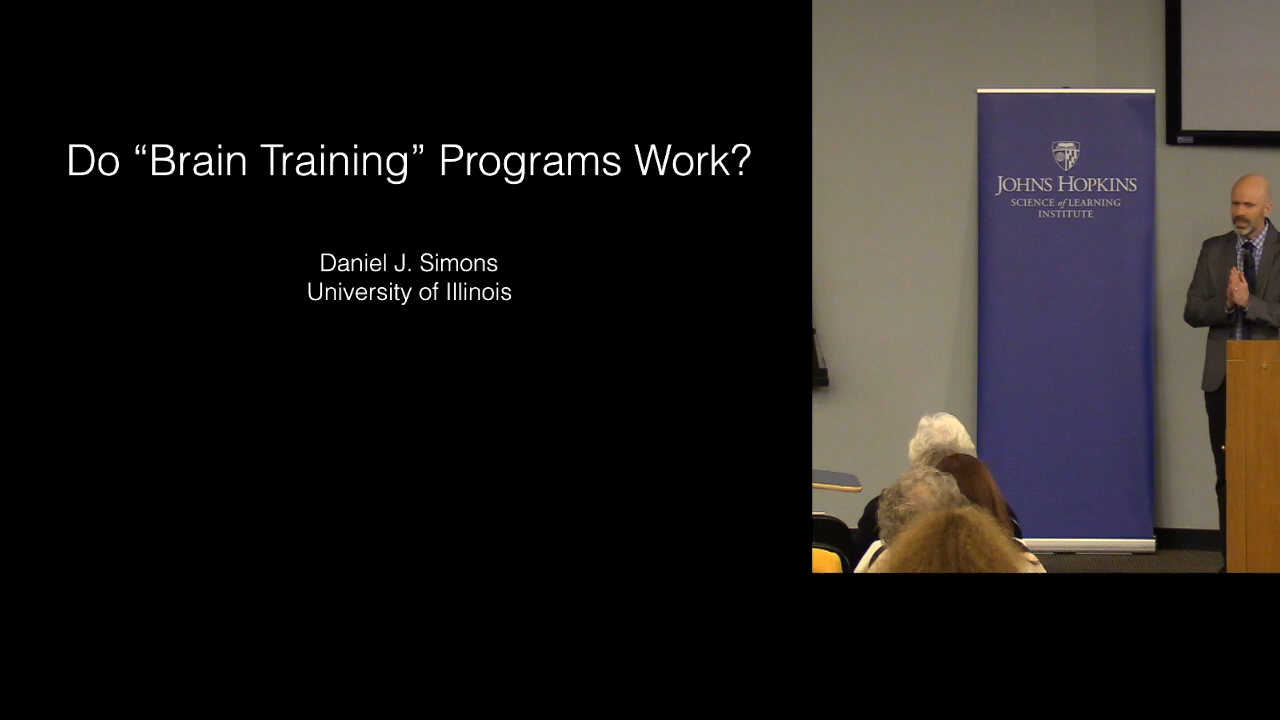 Do “Brain Training” Programs Work?
Daniel J. Simons
University of Illinois
JOHNS HOPKINS
SCIENCE of LEARNING
INSTITUTE